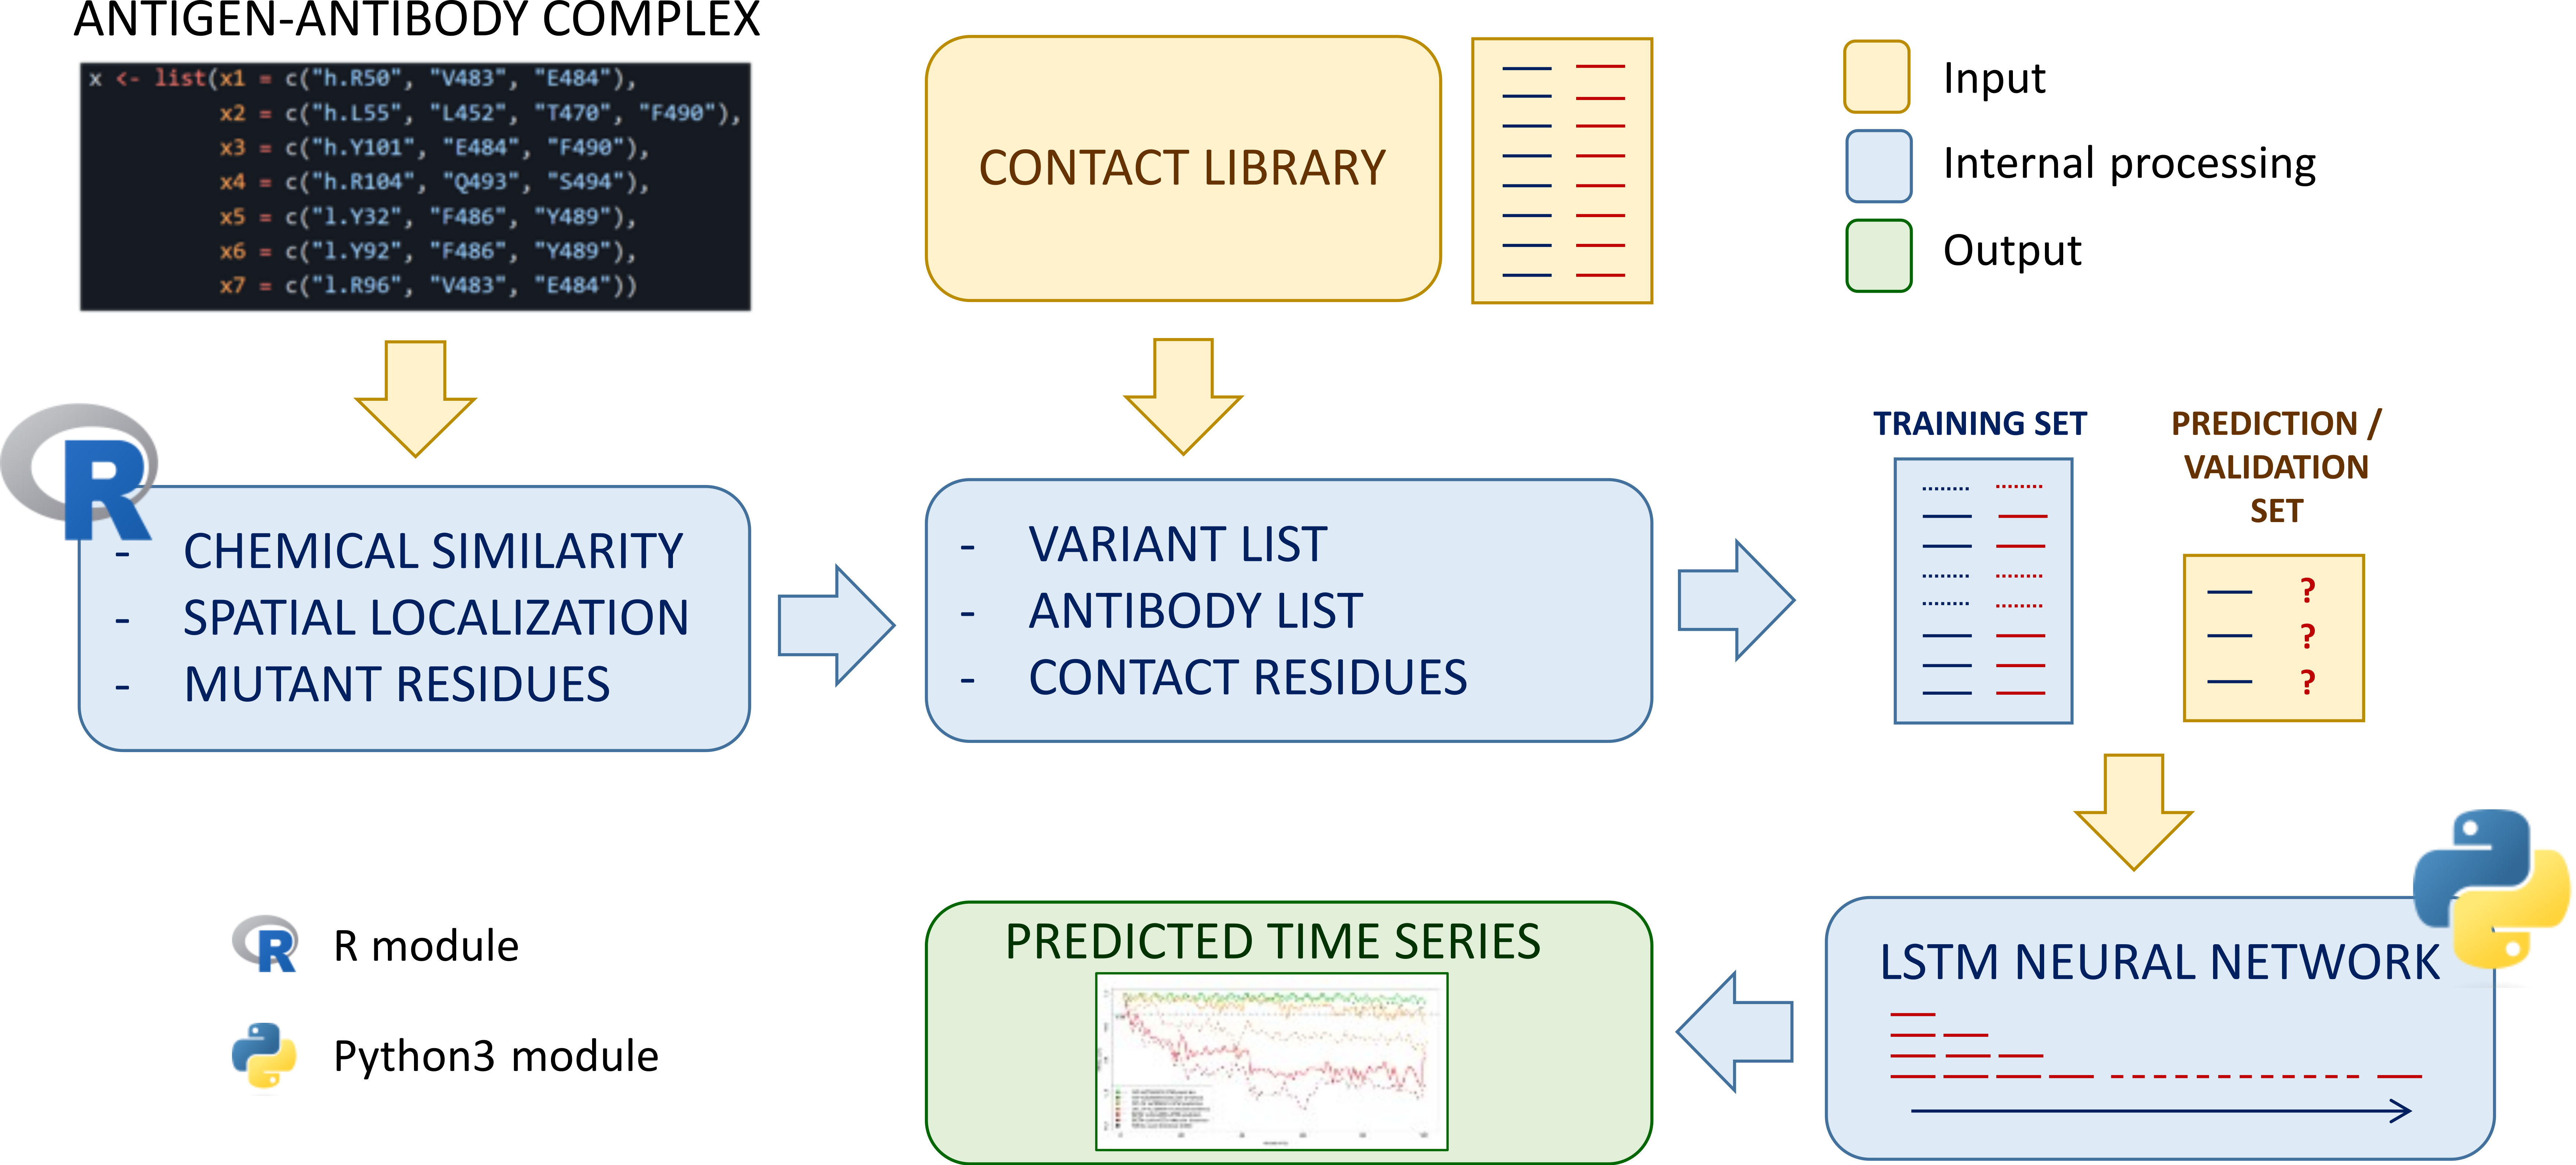 ANTIGEN-ANTIBODY COMPLEX
x <- list(x1 = c("h.R50", "V483", "E484"),
x2 = c("h.L55", "L452", "T470", "F490"),
x3 = c("h.Y101", "E484", "F490"),
x4 = c("h.R104", "Q493", "S494"),
x5 = c("l.Y32", "F486", "Y489"),
x6 = c("l.Y92", "F486", "Y489"),
x7 = c("l.R96", "V483", "E484"))
CONTACT LIBRARY
Input
Internal processing
Output
R
- CHEMICAL SIMILARITY
- SPATIAL LOCALIZATION
- MUTANT RESIDUES
- VARIANT LIST
- ANTIBODY LIST
- CONTACT RESIDUES
TRAINING SET
PREDICTION /
VALIDATION
SET
?
?
?
LSTM NEURAL NETWORK
PREDICTED TIME SERIES
R
R module
Python3 module